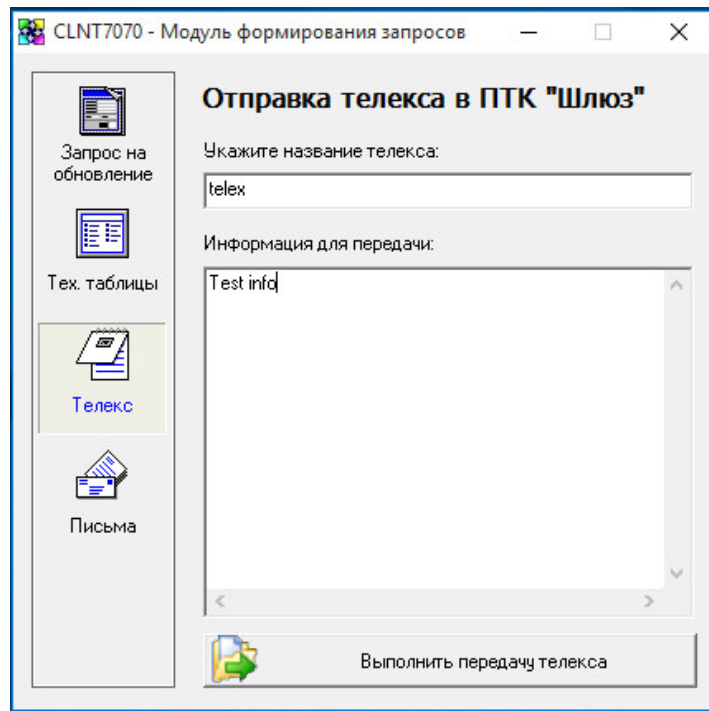 CLNT7070 - Модуль формирования запросов
Отправка телекса в ПТК "Шлюз"
Запрос на
обновление
Укажите название телекса:
telex
Информация для передачи:
Тех. таблицы
Test info
Телекс
Письма
Выполнить передачу телекса